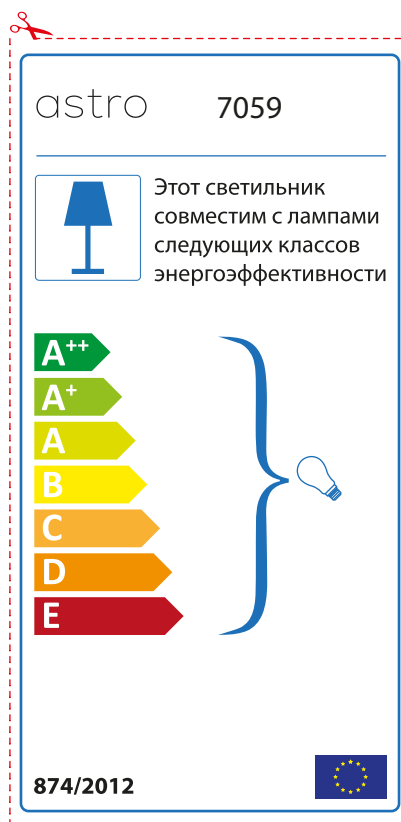 astro 7059
Этот светильник
совместим с лампами
следующих классов
энергоэффективности
A++
A+
A
B
C
D
E
874/2012